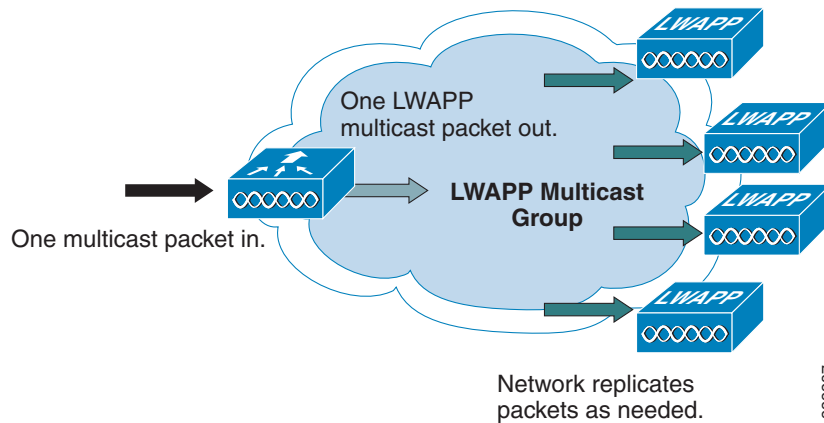 LWAPP
One LWAPP
multicast packet out.
LWAPP
LWAPP Multicast
Group
One multicast packet in.
LWAPP
LWAPP
Network replicates
packets as needed.